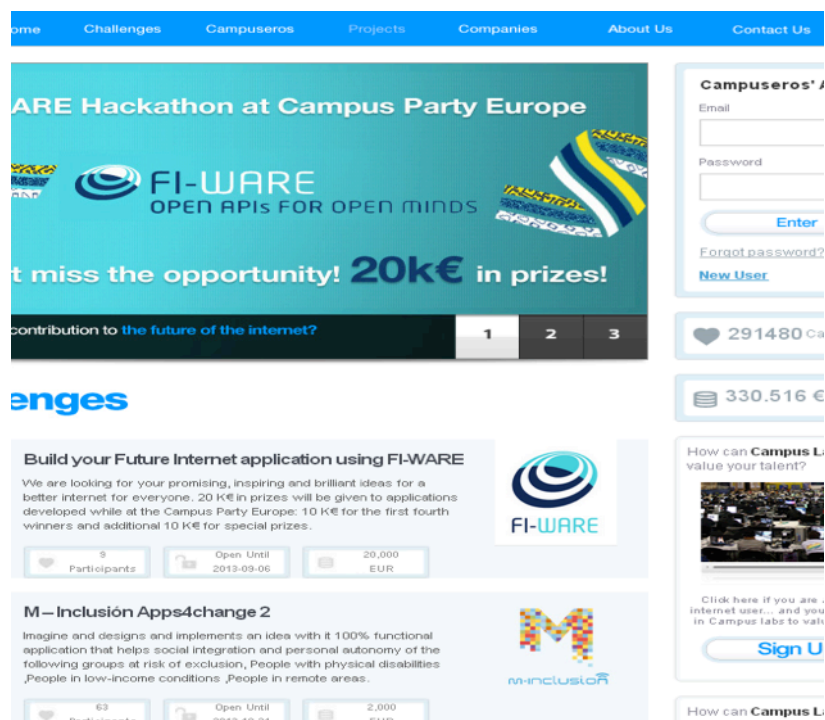 ome Challenges Campuseros Projects Companies About Us Contact Us
ARE Hackathon at Campus Party Europe
FI-WARE
OPEN APIs FOR OPEN MINDS
t miss the opportunity! 20k€ in prizes!
contribution to the future of the internet?
1 2 3
Campuseros' A
Email
Password
Enter
Forgot password?
New User
291480 Ca
330.516 €
enges
Build your Future Internet application using FI-WARE
We are looking for your promising, inspiring and brilliant ideas for a
better internet for everyone. 20 K€ in prizes will be given to applications
developed while at the Campus Party Europe: 10 K€ for the first fourth
winners and additional 10 K€ for special prizes.
FI-WARE
9
Participants
Open Until
2013-09-06
20,000
EUR
M – Inclusión Apps4change 2
Imagine and designs and implements an idea with it 100% functional
application that helps social integration and personal autonomy of the
following groups at risk of exclusion, People with physical disabilities
,People in low-income conditions ,People in remote areas.
m-inclusion
63
Participants
Open Until
2013-10-31
2,000
EUR
How can Campus La
value your talent?
Click here if you are
internet user... and you
in Campus labs to valu
Sign U
How can Campus La